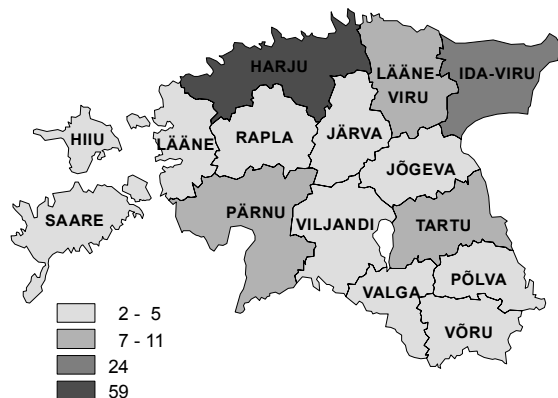 HARJU
LÄÄNE-
VIRU
IDA-VIRU
HIIU
LÄÄNE
RAPLA
JÄRVA
JÕGEVA
SAARE
PÄRNU
VILJANDI
TARTU
VALGA
PÕLVA
VÕRU
2 - 5
7 - 11
24
59